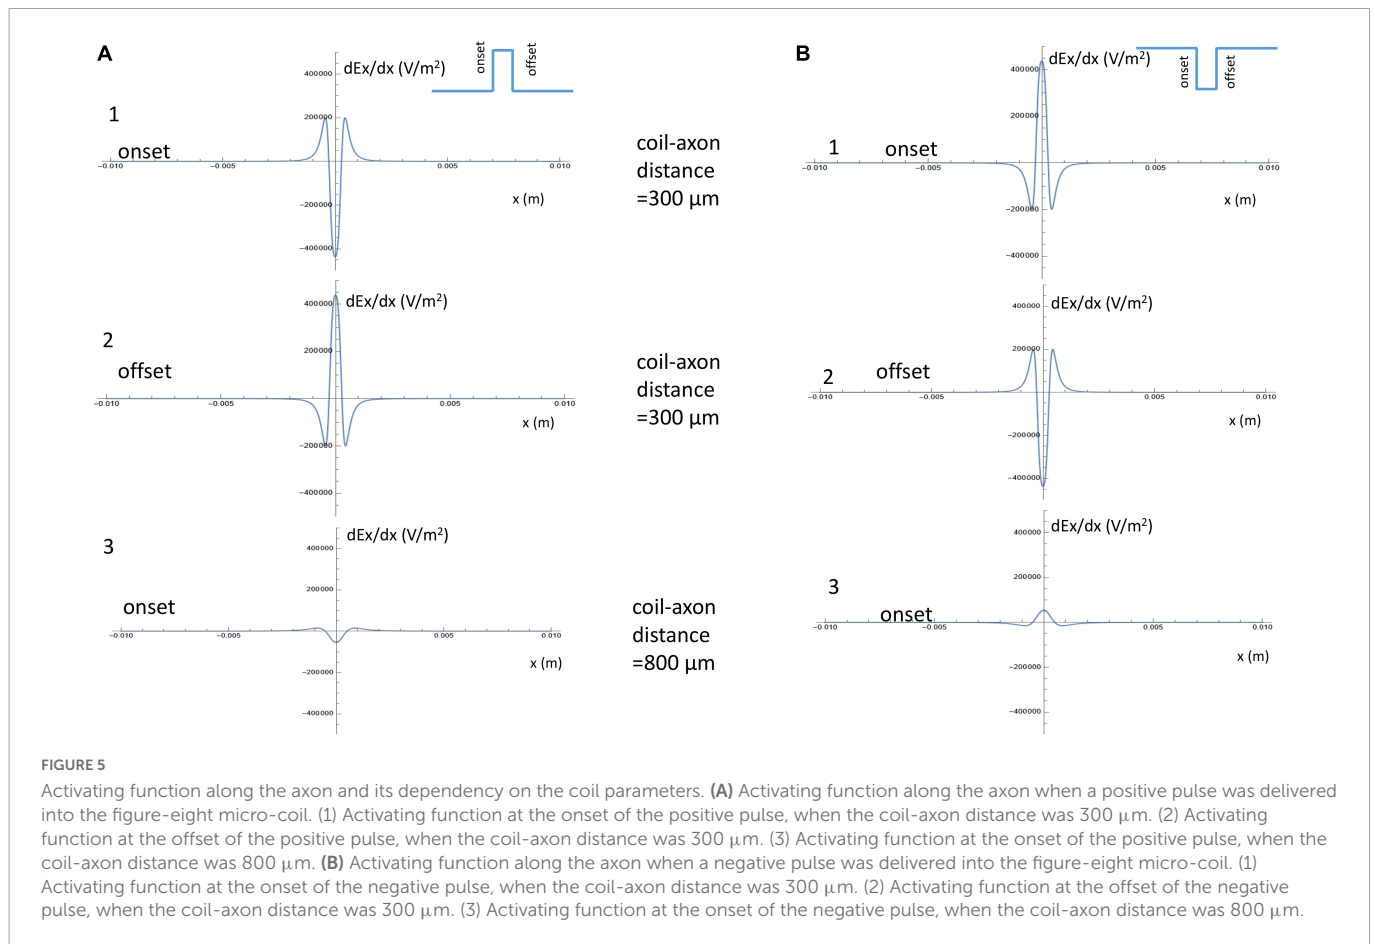 A
onset
offset
dEx/dx (V/m²)
400000
200000
1
onset
−0.010
−0.005
0.005
0.010
x (m)
−200000
−400000
coil-axon
distance
=300 μm
B
onset
offset
dEx/dx (V/m²)
400000
200000
1
onset
−0.010
−0.005
0.005
0.010
x (m)
−200000
−400000
dEx/dx (V/m²)
400000
200000
2
offset
−0.010
−0.005
0.005
0.010
x (m)
−200000
−400000
coil-axon
distance
=300 μm
dEx/dx (V/m²)
400000
200000
2
offset
−0.010
−0.005
0.005
0.010
x (m)
−200000
−400000
dEx/dx (V/m²)
400000
200000
3
onset
−0.010
−0.005
0.005
0.010
x (m)
−200000
−400000
coil-axon
distance
=800 μm
dEx/dx (V/m²)
400000
200000
3
onset
−0.010
−0.005
0.005
0.010
x (m)
−200000
−400000
FIGURE 5
Activating function along the axon and its dependency on the coil parameters. (A) Activating function along the axon when a positive pulse was delivered
into the figure-eight micro-coil. (1) Activating function at the onset of the positive pulse, when the coil-axon distance was 300 μm. (2) Activating
function at the offset of the positive pulse, when the coil-axon distance was 300 μm. (3) Activating function at the onset of the positive pulse, when the
coil-axon distance was 800 μm. (B) Activating function along the axon when a negative pulse was delivered into the figure-eight micro-coil. (1)
Activating function at the onset of the negative pulse, when the coil-axon distance was 300 μm. (2) Activating function at the offset of the negative
pulse, when the coil-axon distance was 300 μm. (3) Activating function at the onset of the negative pulse, when the coil-axon distance was 800 μm.